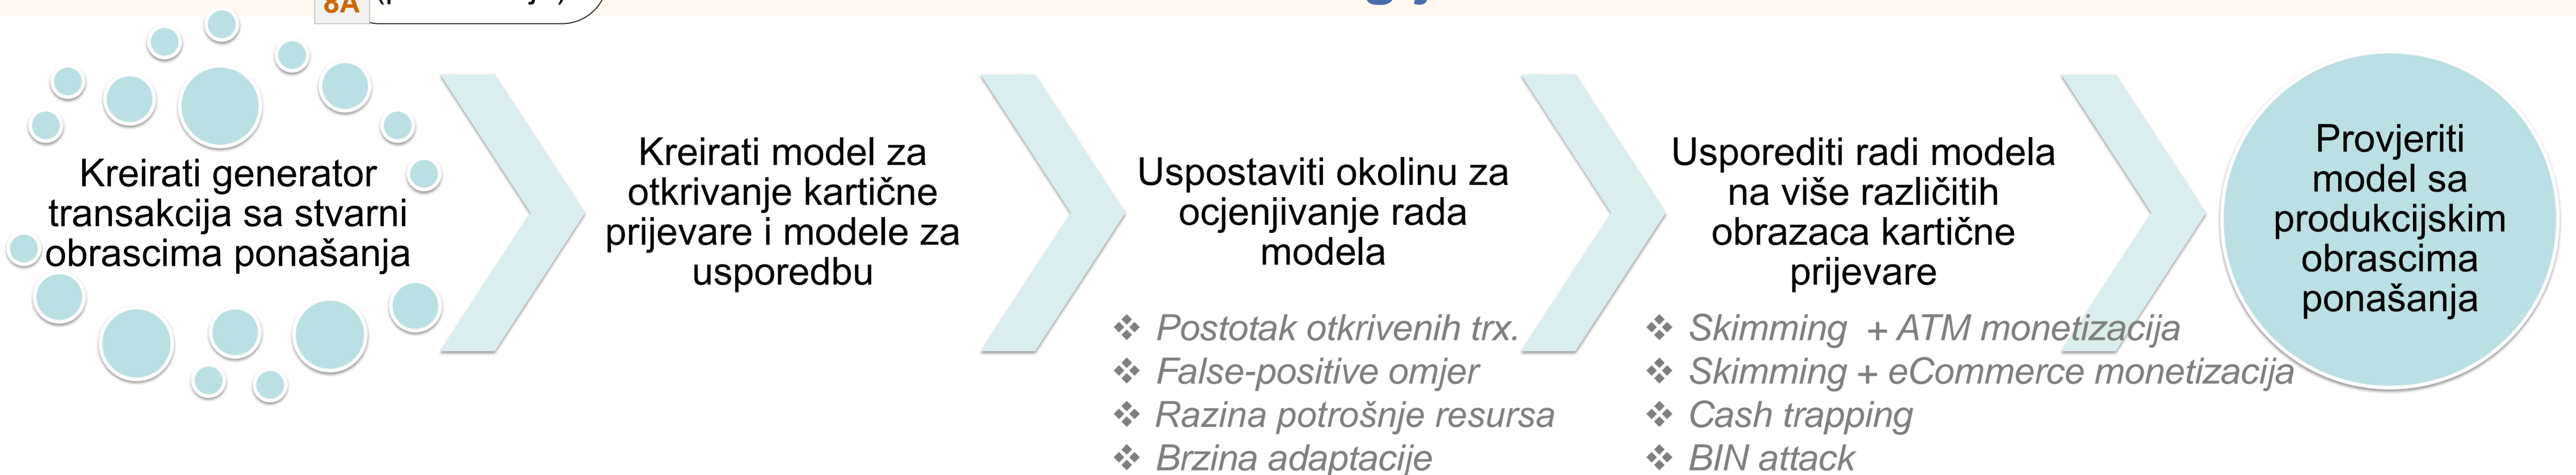 8A
Kreirati generator
transakcija sa stvarni
obrascima ponašanja
Kreirati model za
otkrivanje kartične
prijevare i modele za
usporedbu
Uspostaviti okolinu za
ocjenjivanje rada
modela
❖ Postotak otkrivenih trx.
❖ False-positive omjer
❖ Razina potrošnje resursa
❖ Brzina adaptacije
Usporediti radi modela
na više različitih
obrazaca kartične
prijevare
❖ Skimming + ATM monetizacija
❖ Skimming + eCommerce monetizacija
❖ Cash trapping
❖ BIN attack
Provjeriti
model sa
produkcijskim
obrascima
ponašanja